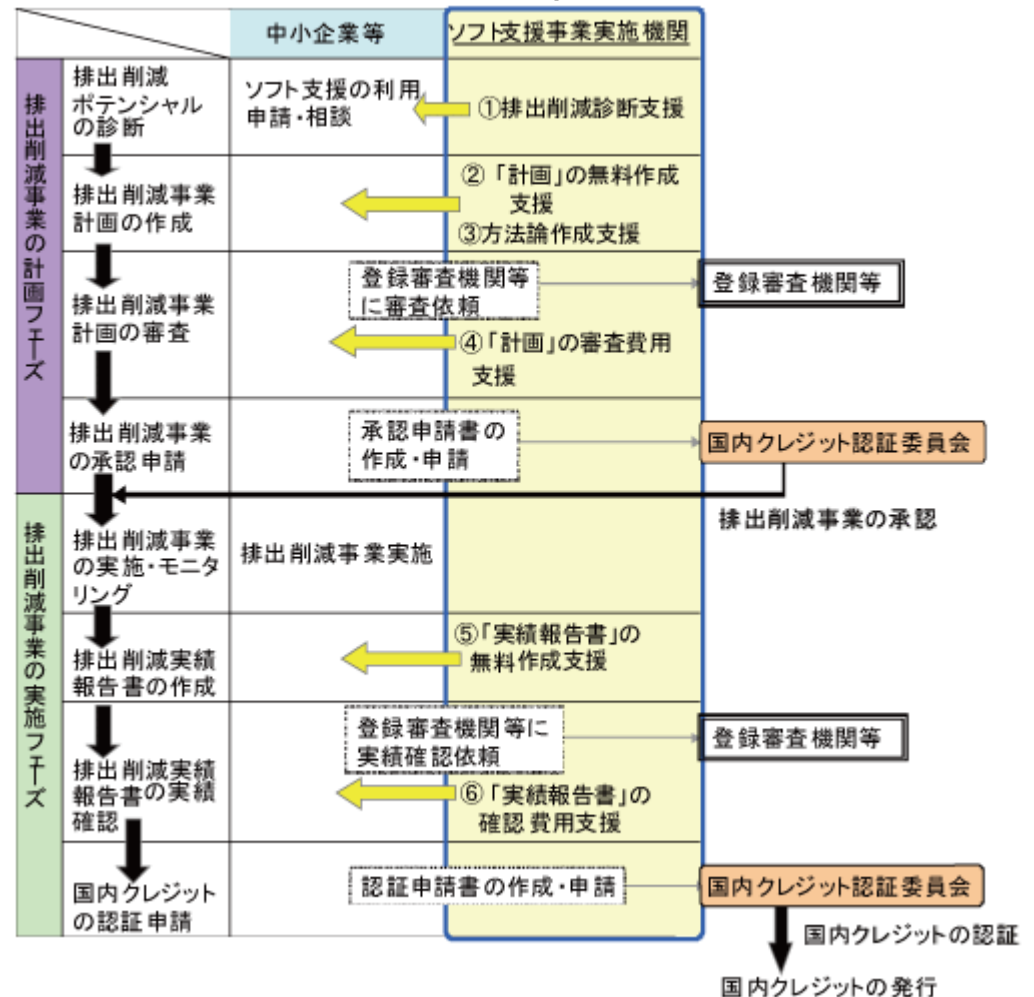 中小企業等
ソフト支援事業実施機関
排出削減事業の計画フェーズ
排出削減
ポテンシャル
の診断
ソフト支援の利用
申請・相談
①排出削減診断支援
排出削減事業
計画の作成
②「計画」の無料作成
支援
③方法論作成支援
排出削減事業
計画の審査
登録審査機関等
に審査依頼
登録審査機関等
④「計画」の審査費用
支援
排出削減事業
の承認申請
承認申請書の
作成・申請
国内クレジット認証委員会
排出削減事業の承認
排出削減事業の実施フェーズ
排出削減事業
の実施・モニタ
リング
排出削減事業実施
排出削減実績
報告書の作成
⑤「実績報告書」の
無料作成支援
排出削減実績
報告書の実績
確認
登録審査機関等に
実績確認依頼
登録審査機関等
⑥「実績報告書」の
確認費用支援
国内クレジット
の認証申請
認証申請書の作成・申請
国内クレジット認証委員会
国内クレジットの認証
国内クレジットの発行